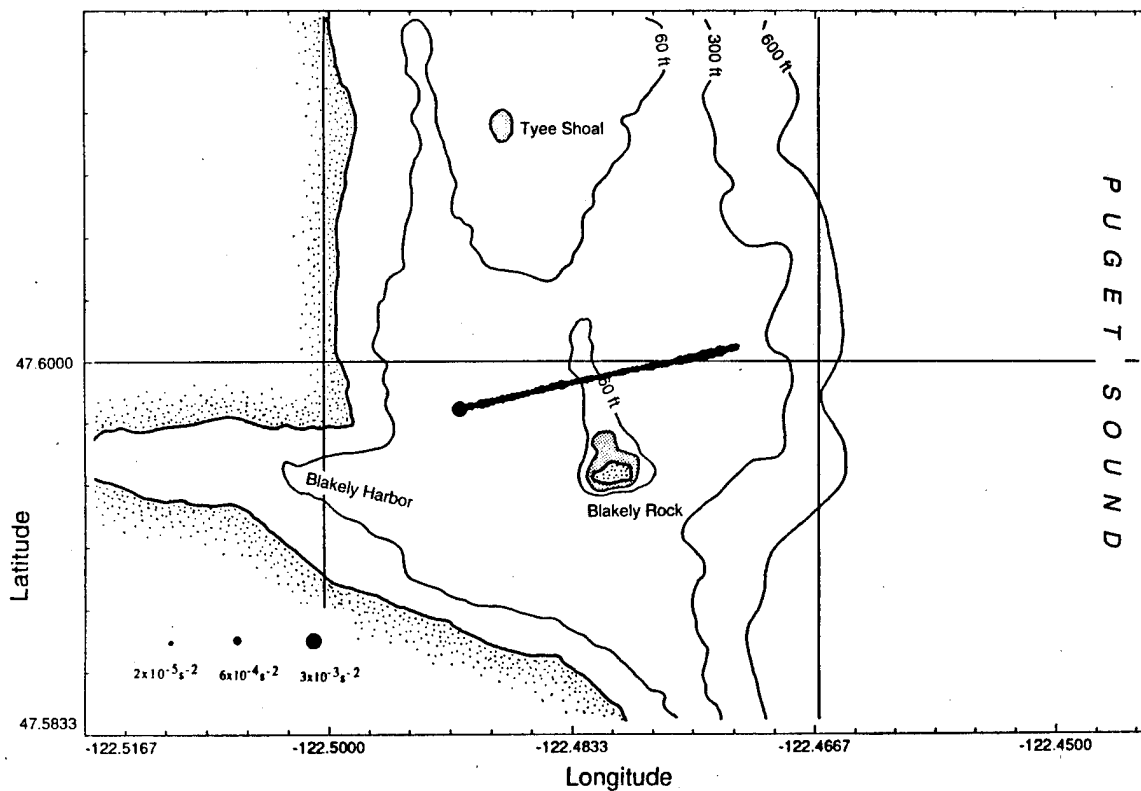 60 ft
300 ft
600 ft
Tyee Shoal
PUGET SOUND
47.6000
60 ft
Blakely Harbor
Blakely Rock
Latitude
2x10-5s-2
6x10-4s-2
3x10-3s-2
47.5833
-122.5167
-122.5000
-122.4833
-122.4667
-122.4500
Longitude